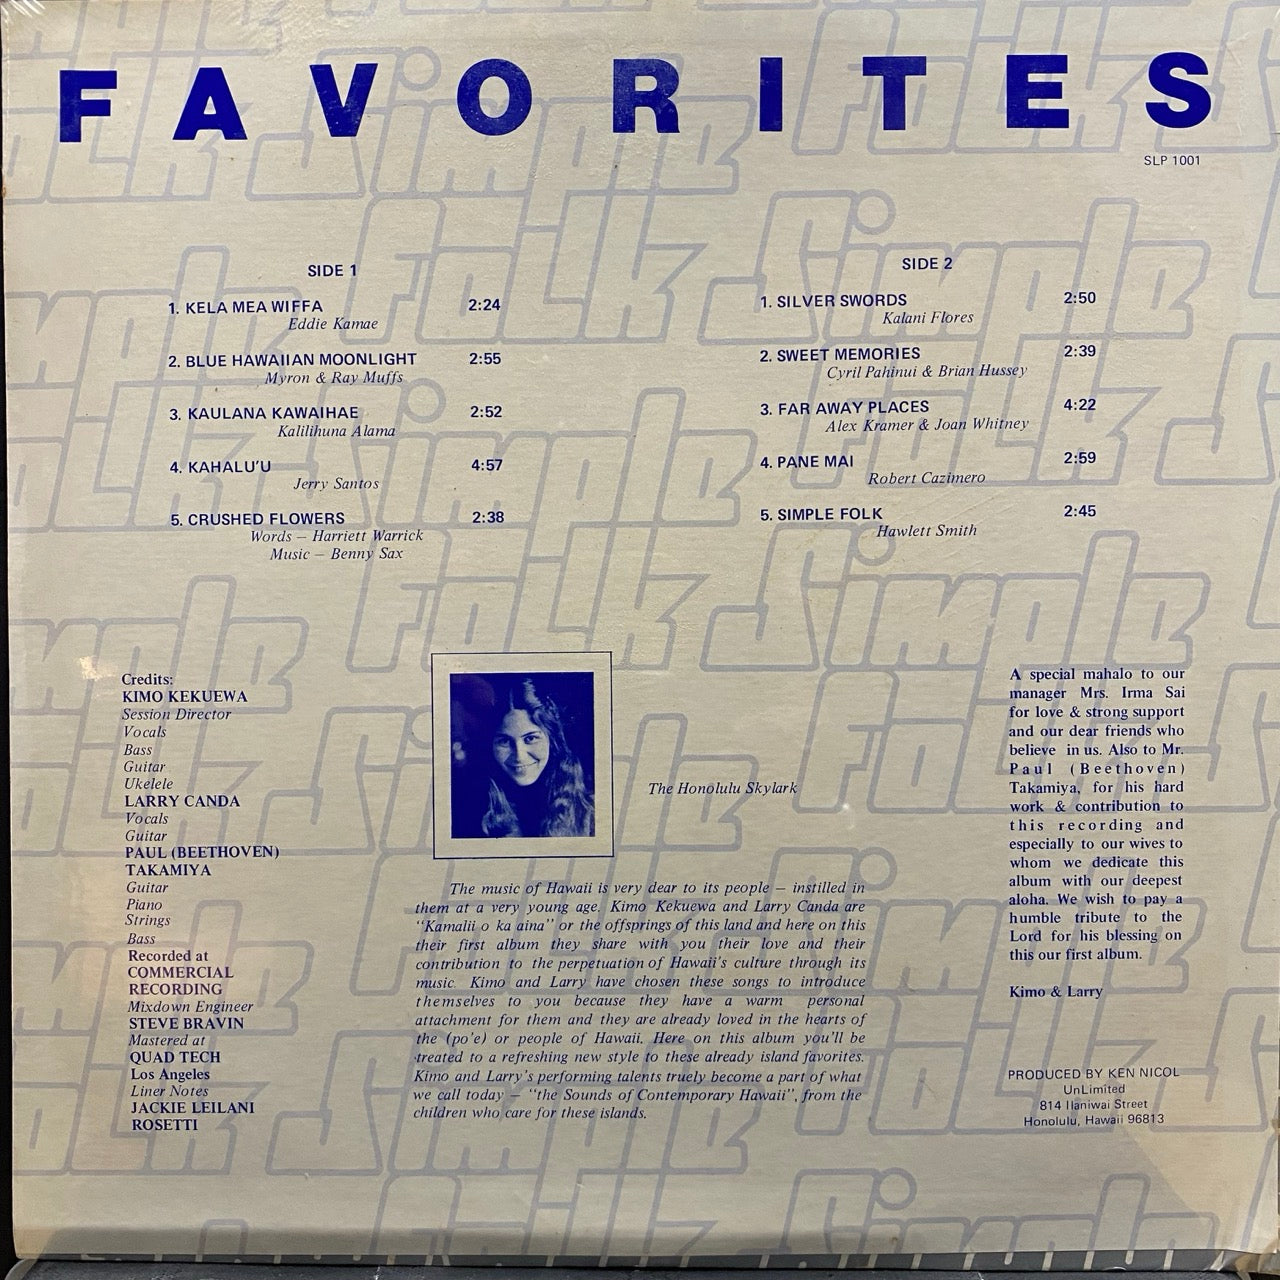 FAVORITES
SLP 1001
SIDE 1
1. KELA MEA WIFFA 2:24
Eddie Kamae
2. BLUE HAWAIIAN MOONLIGHT 2:55
Myron & Ray Muffs
3. KAULANA KAWAIHAE 2:52
Kalilihuna Alama
4. KAHALU'U 4:57
Jerry Santos
5. CRUSHED FLOWERS 2:38
Words – Harriett Warrick
Music – Benny Sax
SIDE 2
1. SILVER SWORDS 2:50
Kalani Flores
2. SWEET MEMORIES 2:39
Cyril Pahinui & Brian Hussey
3. FAR AWAY PLACES 4:22
Alex Kramer & Joan Whitney
4. PANE MAI 2:59
Robert Cazimero
5. SIMPLE FOLK 2:45
Hawlett Smith
Credits:
KIMO KEKUEWA
Session Director
Vocals
Bass
Guitar
Ukelele
LARRY CANDA
Vocals
Guitar
PAUL (BEETHOVEN)
TAKAMIYA
Guitar
Piano
Strings
Bass
Recorded at
COMMERCIAL
RECORDING
Mixdown Engineer
STEVE BRAVIN
Mastered at
QUAD TECH
Los Angeles
Liner Notes
JACKIE LEILANI
ROSETTI
The Honolulu Skylark
The music of Hawaii is very dear to its people – instilled in
them at a very young age. Kimo Kekuewa and Larry Canda are
"Kamalii o ka aina" or the offsprings of this land and here on this
their first album they share with you their love and their
contribution to the perpetuation of Hawaii's culture through its
music. Kimo and Larry have chosen these songs to introduce
themselves to you because they have a warm personal
attachment for them and they are already loved in the hearts of
the (po'e) or people of Hawaii. Here on this album you'll be
treated to a refreshing new style to these already island favorites.
Kimo and Larry's performing talents truely become a part of what
we call today – "the Sounds of Contemporary Hawaii", from the
children who care for these islands.
A special mahalo to our
manager Mrs. Irma Sai
for love & strong support
and our dear friends who
believe in us. Also to Mr.
Paul (Beethoven)
Takamiya, for his hard
work & contribution to
this recording and
especially to our wives to
whom we dedicate this
album with our deepest
aloha. We wish to pay a
humble tribute to the
Lord for his blessing on
this our first album.
Kimo & Larry
PRODUCED BY KEN NICOL
UnLimited
814 Ilaniwai Street
Honolulu, Hawaii 96813